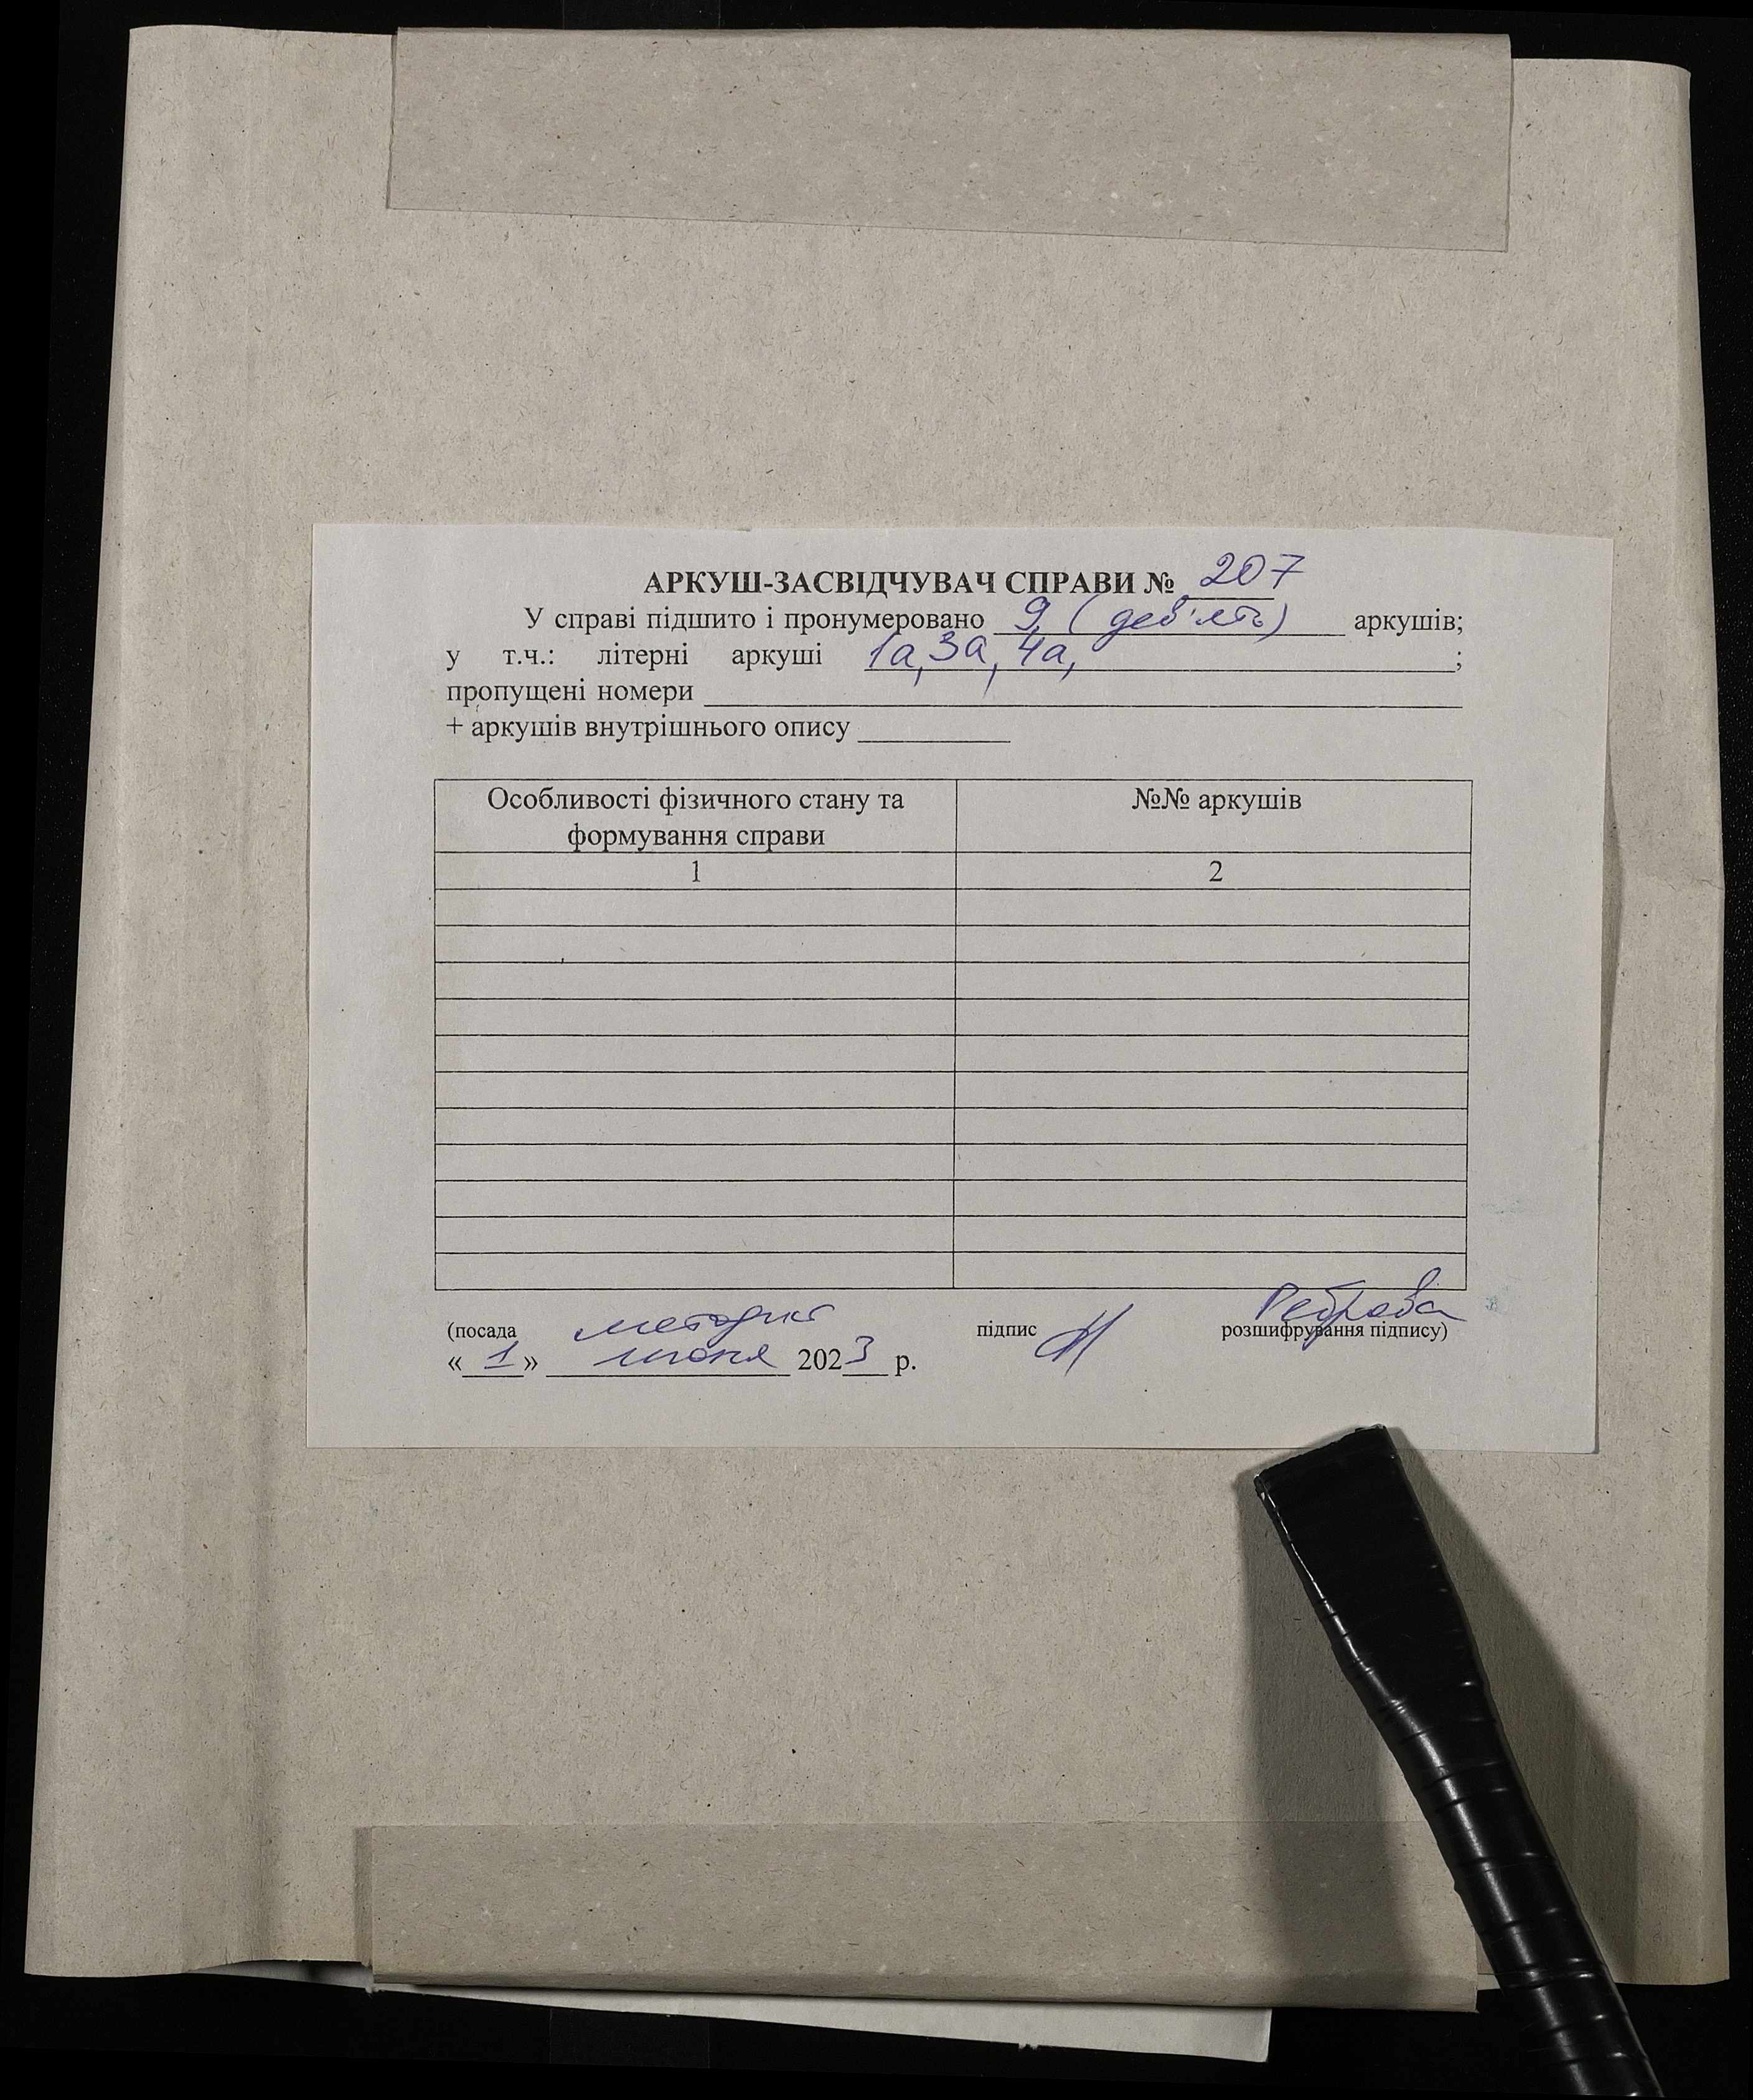 АРКУШ-ЗАСВІДЧУВАЧ СПРАВИ № 207
У справі підшито і пронумеровано 9 (дев'ять) аркушів;
у т.ч.: літерні аркуші 1а, 3а, 4а, ;
пропущені номери
+ аркушів внутрішнього опису
Особливості фізичного стану та формування справи
№№ аркушів
1 2
(посада методист підпис Реброва розшифрування підпису)
« 1 » 2023 р.